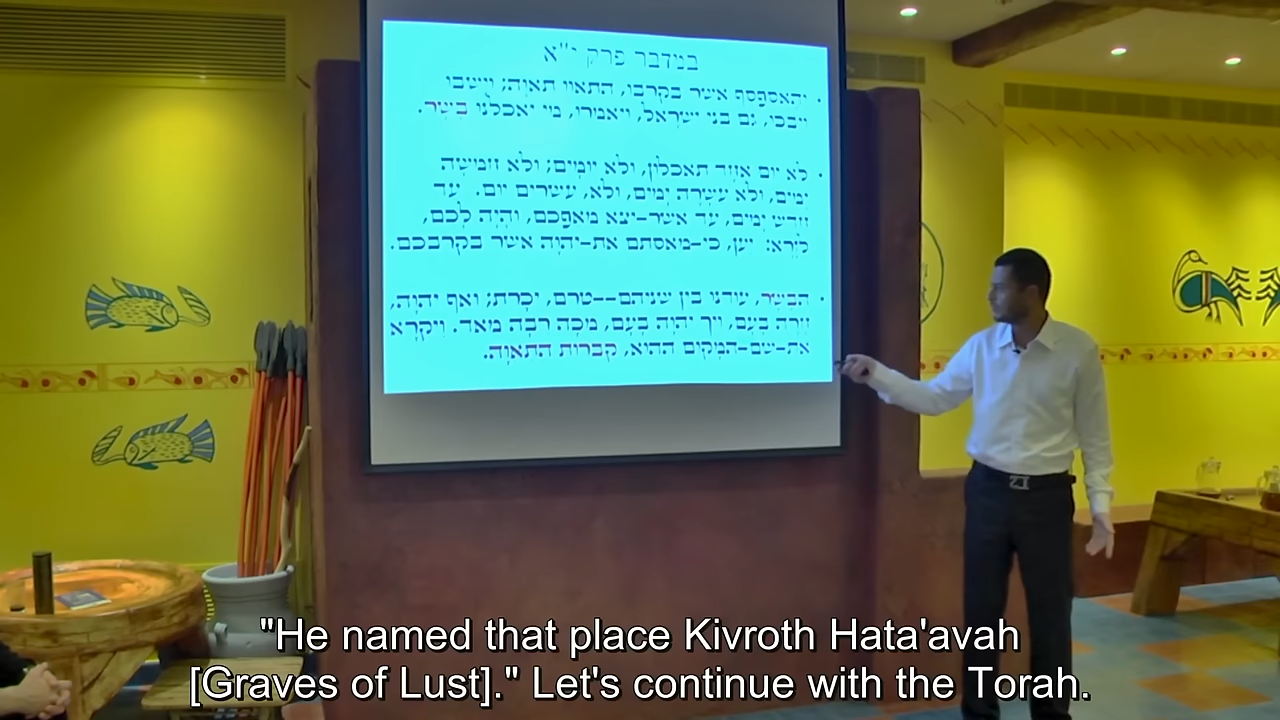 במדבר פרק י"א
והאספסף אשר בקרבו, התאוו תאוה; וישבו
ויבכו, גם בני ישראל, ויאמרו, מי יאכלנו בשר.
לא יום אחד תאכלון, ולא יומים; ולא חמישה
ימים, ולא עשרה ימים, ולא, עשרים יום. עד
חודש ימים, עד אשר-יצא מאפכם, והיה לכם,
לזרא: יען, כי-מאסתם את-יהוה אשר בקרבכם.
הבשר, עודנו בין שניהם--טרם, יכרת; ואף יהוה,
חרה בעם, ויך יהוה בעם, מכה רבה מאד. ויקרא
את-שם-המקום ההוא, קברות התאווה.
"He named that place Kivroth Hata'avah
[Graves of Lust]." Let's continue with the Torah.